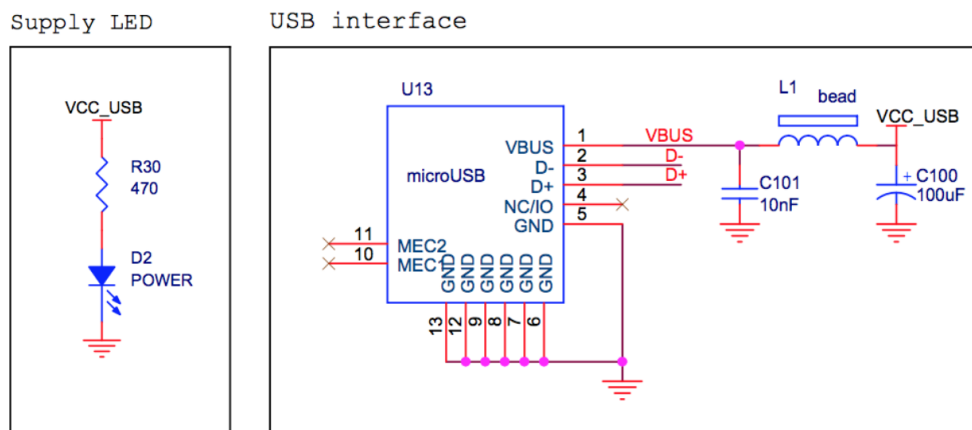 Supply LED
USB interface
VCC_USB
R30
470
D2
POWER
U13
microUSB
VBUS
D-
D+
NC/IO
GND
1
2
3
4
5
VBUS
D-
D+
11
10
MEC2
MEC1
GND
GND
GND
GND
GND
GND
13
12
9
8
7
6
L1
bead
VCC_USB
C101
10nF
+
C100
100uF